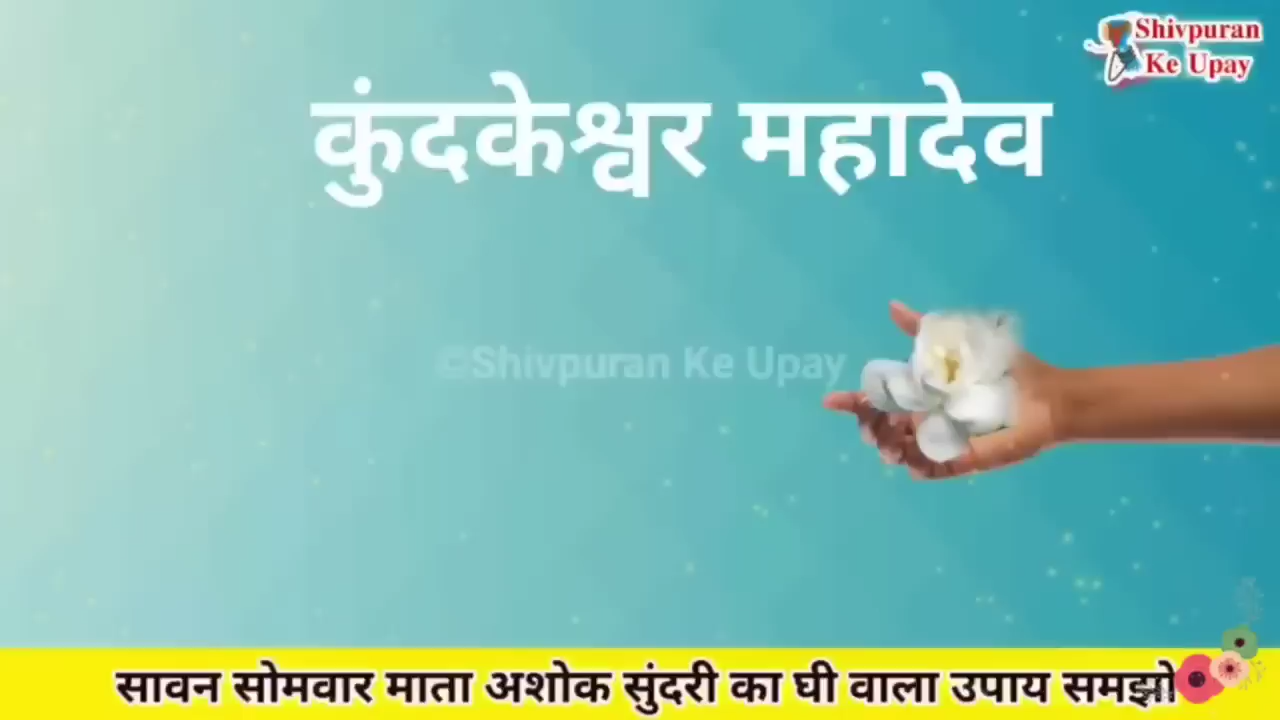 Shivpuran
Ke Upay
कुंदकेश्वर महादेव
©Shivpuran Ke Upay
सावन सोमवार माता अशोक सुंदरी का घी वाला उपाय समझो